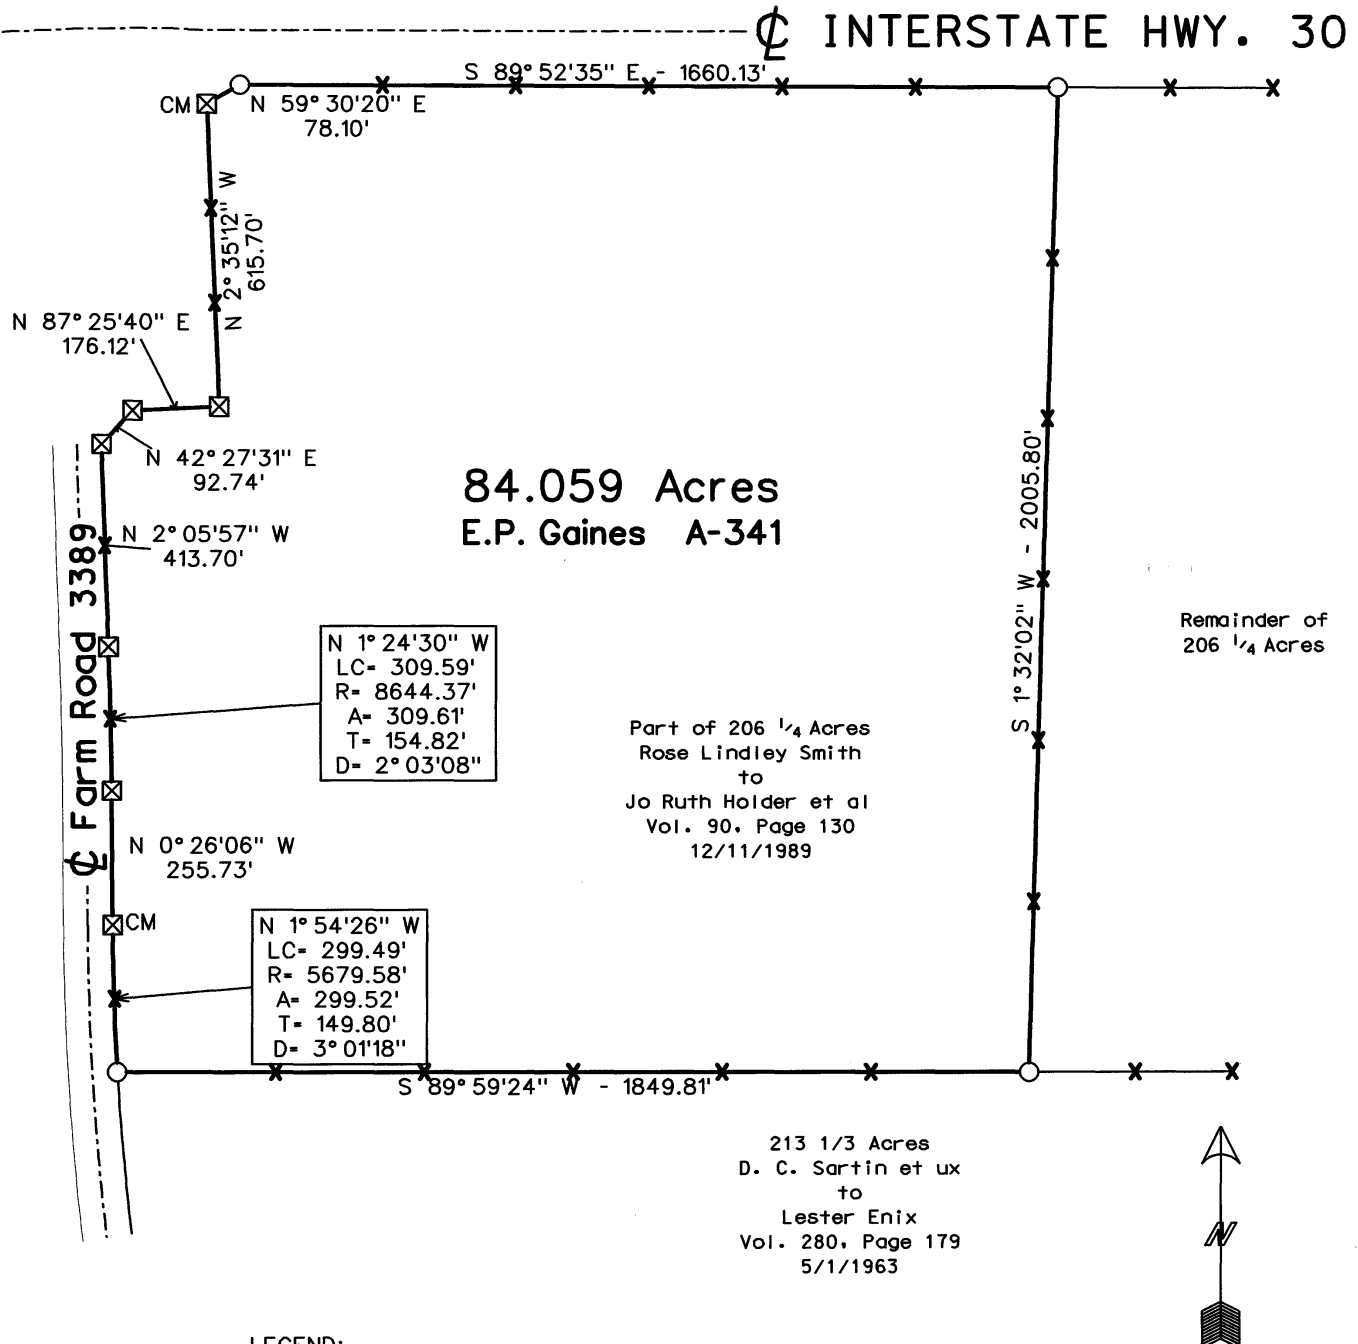 ℄ INTERSTATE HWY. 30
S 89° 52'35" E - 1660.13'
CM
N 59° 30'20" E
78.10'
N 2° 35'12" W
615.70'
N 87° 25'40" E
176.12'
N 42° 27'31" E
92.74'
84.059 Acres
E.P. Gaines A-341
N 2° 05'57" W
413.70'
℄ Farm Road 3389
S 1° 32'02" W - 2005.80'
Remainder of
206 1/4 Acres
N 1° 24'30" W
LC= 309.59'
R= 8644.37'
A= 309.61'
T= 154.82'
D= 2° 03'08"
Part of 206 1/4 Acres
Rose Lindley Smith
to
Jo Ruth Holder et al
Vol. 90, Page 130
12/11/1989
N 0° 26'06" W
255.73'
CM
N 1° 54'26" W
LC= 299.49'
R= 5679.58'
A= 299.52'
T= 149.80'
D= 3° 01'18"
S 89° 59'24" W - 1849.81'
213 1/3 Acres
D. C. Sartin et ux
to
Lester Enix
Vol. 280, Page 179
5/1/1963
N
LEGEND: